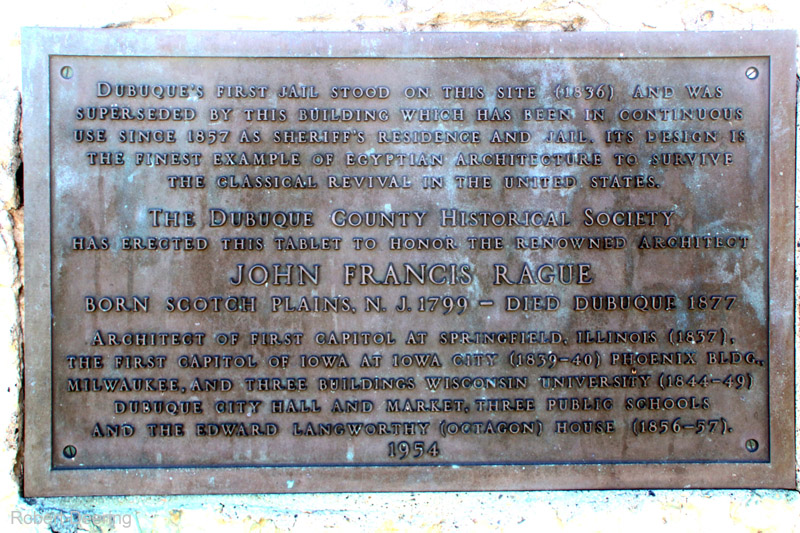 DUBUQUE'S FIRST JAIL STOOD ON THIS SITE (1836) AND WAS
SUPERSEDED BY THIS BUILDING WHICH HAS BEEN IN CONTINUOUS
USE SINCE 1857 AS SHERIFF'S RESIDENCE AND JAIL. ITS DESIGN IS
THE FINEST EXAMPLE OF EGYPTIAN ARCHITECTURE TO SURVIVE
THE CLASSICAL REVIVAL IN THE UNITED STATES.
THE DUBUQUE COUNTY HISTORICAL SOCIETY
HAS ERECTED THIS TABLET TO HONOR THE RENOWNED ARCHITECT
JOHN FRANCIS RAGUE
BORN SCOTCH PLAINS, N. J. 1799 – DIED DUBUQUE 1877
ARCHITECT OF FIRST CAPITOL AT SPRINGFIELD, ILLINOIS (1837),
THE FIRST CAPITOL OF IOWA AT IOWA CITY (1839–40) PHOENIX BLDG.,
MILWAUKEE, AND THREE BUILDINGS WISCONSIN UNIVERSITY (1844–49)
DUBUQUE CITY HALL AND MARKET, THREE PUBLIC SCHOOLS
AND THE EDWARD LANGWORTHY (OCTAGON) HOUSE (1856–57).
1954